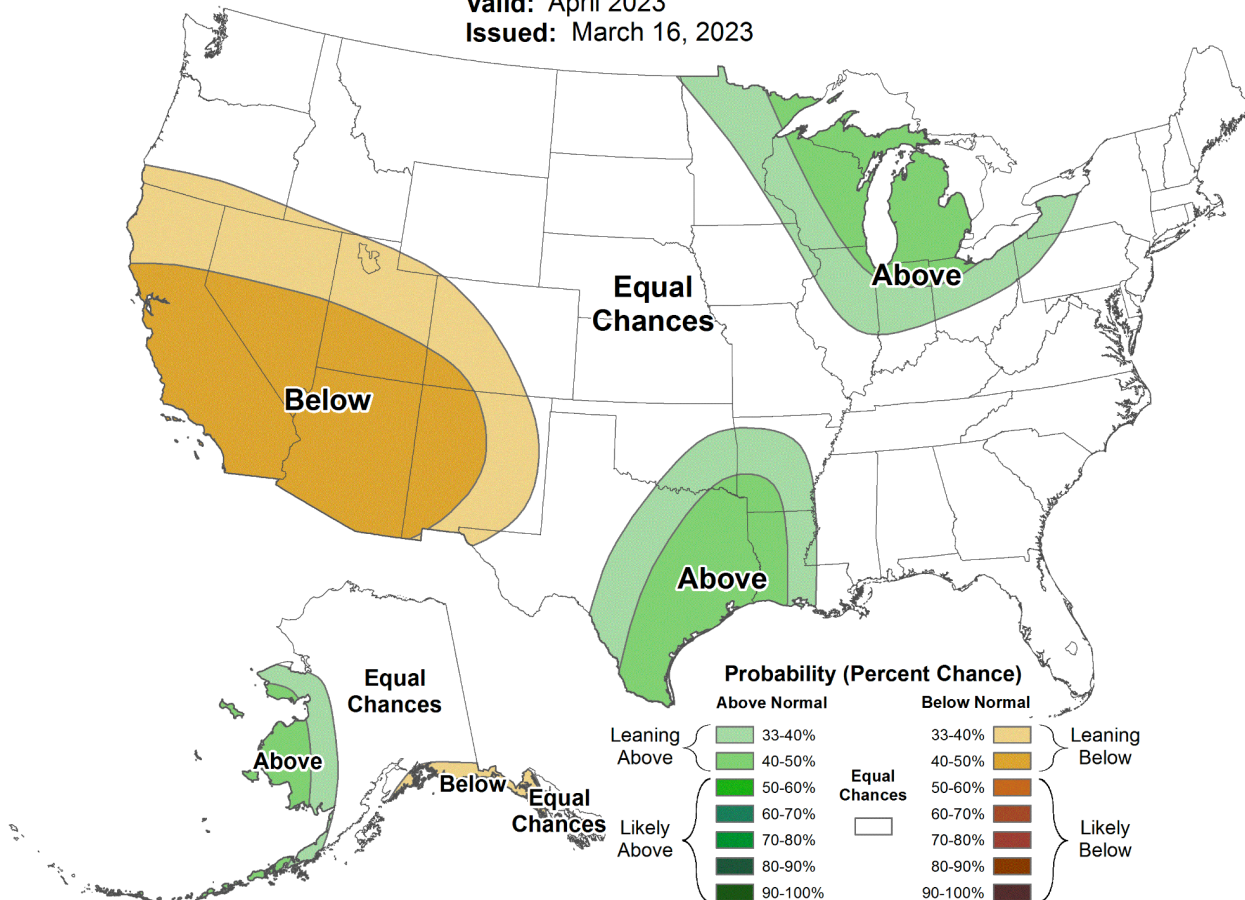 Valid: April 2023
Issued: March 16, 2023
Equal
Chances
Above
Below
Above
Equal
Chances
Above
Below
Equal
Chances
Probability (Percent Chance)
Above Normal
Below Normal
Leaning
Above
33-40%
40-50%
50-60%
60-70%
70-80%
80-90%
90-100%
Likely
Above
Equal
Chances
33-40%
40-50%
50-60%
60-70%
70-80%
80-90%
90-100%
Leaning
Below
Likely
Below